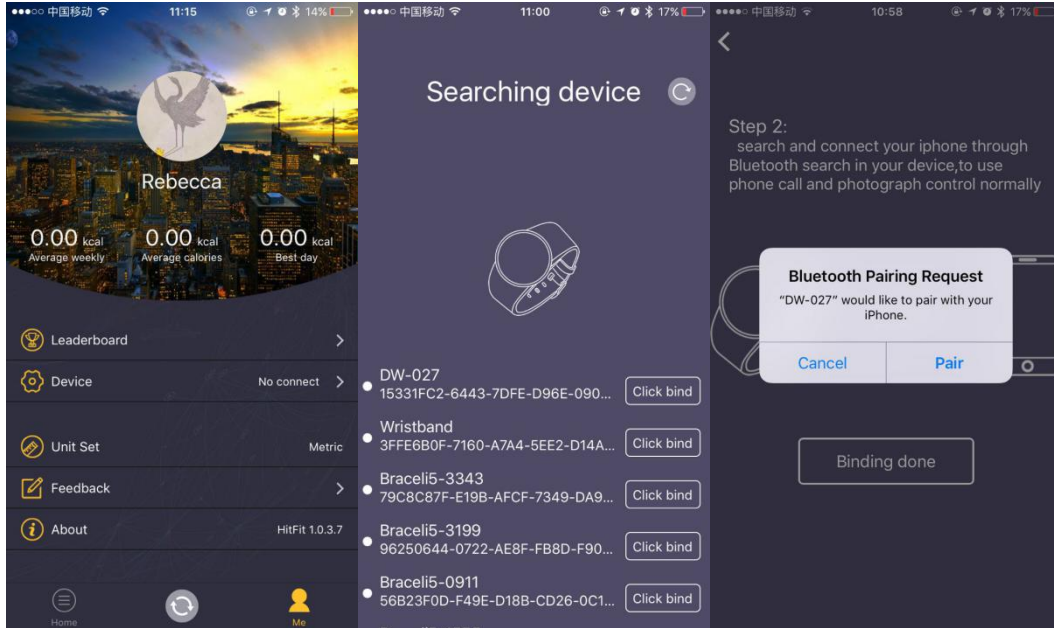 中国移动 11:15 14%
Rebecca
0.00 kcal 0.00 kcal 0.00 kcal
Average weekly Average calories Best day
Leaderboard
Device No connect
Unit Set Metric
Feedback
About HitFit 1.0.3.7
Home Me
中国移动 11:00 17%
Searching device
DW-027
15331FC2-6443-7DFE-D96E-090... Click bind
Wristband
3FFE6B0F-7160-A7A4-5EE2-D14A... Click bind
Braceli5-3343
79C8C87F-E19B-AFCF-7349-DA9... Click bind
Braceli5-3199
96250644-0722-AE8F-FB8D-F90... Click bind
Braceli5-0911
56B23F0D-F49E-D18B-CD26-0C1... Click bind
中国移动 10:58 17%
Step 2:
search and connect your iphone through
Bluetooth search in your device,to use
phone call and photograph control normally
Bluetooth Pairing Request
“DW-027” would like to pair with your
iPhone.
Cancel Pair
Binding done